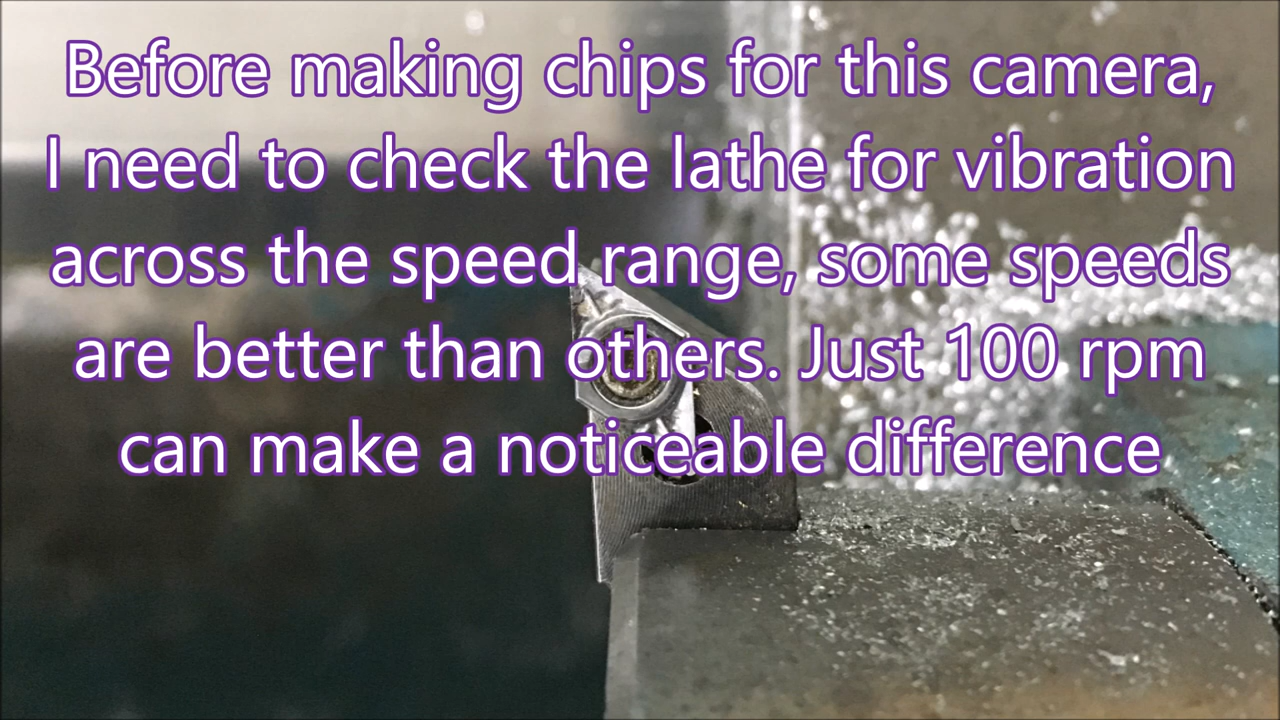 Before making chips for this camera,
I need to check the lathe for vibration
across the speed range, some speeds
are better than others. Just 100 rpm
can make a noticeable difference